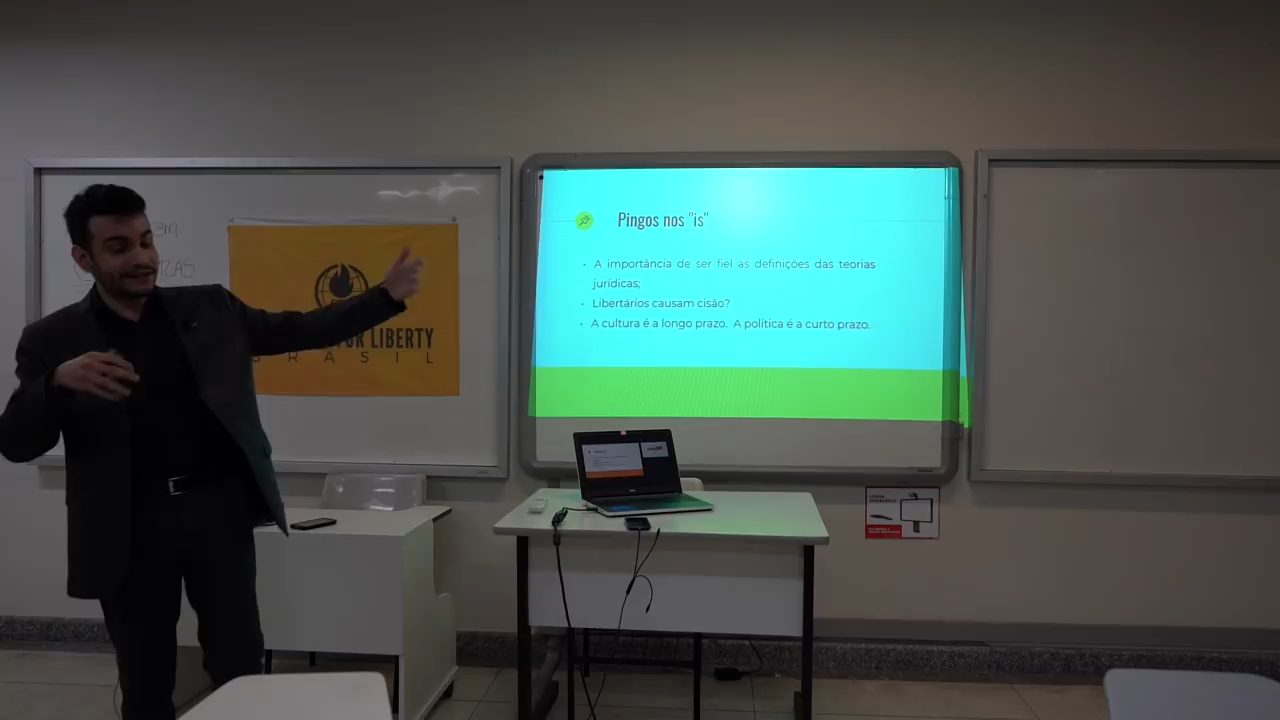 Pingos nos "is"
• A importância de ser fiel as definições das teorias
jurídicas;
• Libertários causam cisão?
• A cultura é a longo prazo. A política é a curto prazo.
FOR LIBERTY
BRASIL